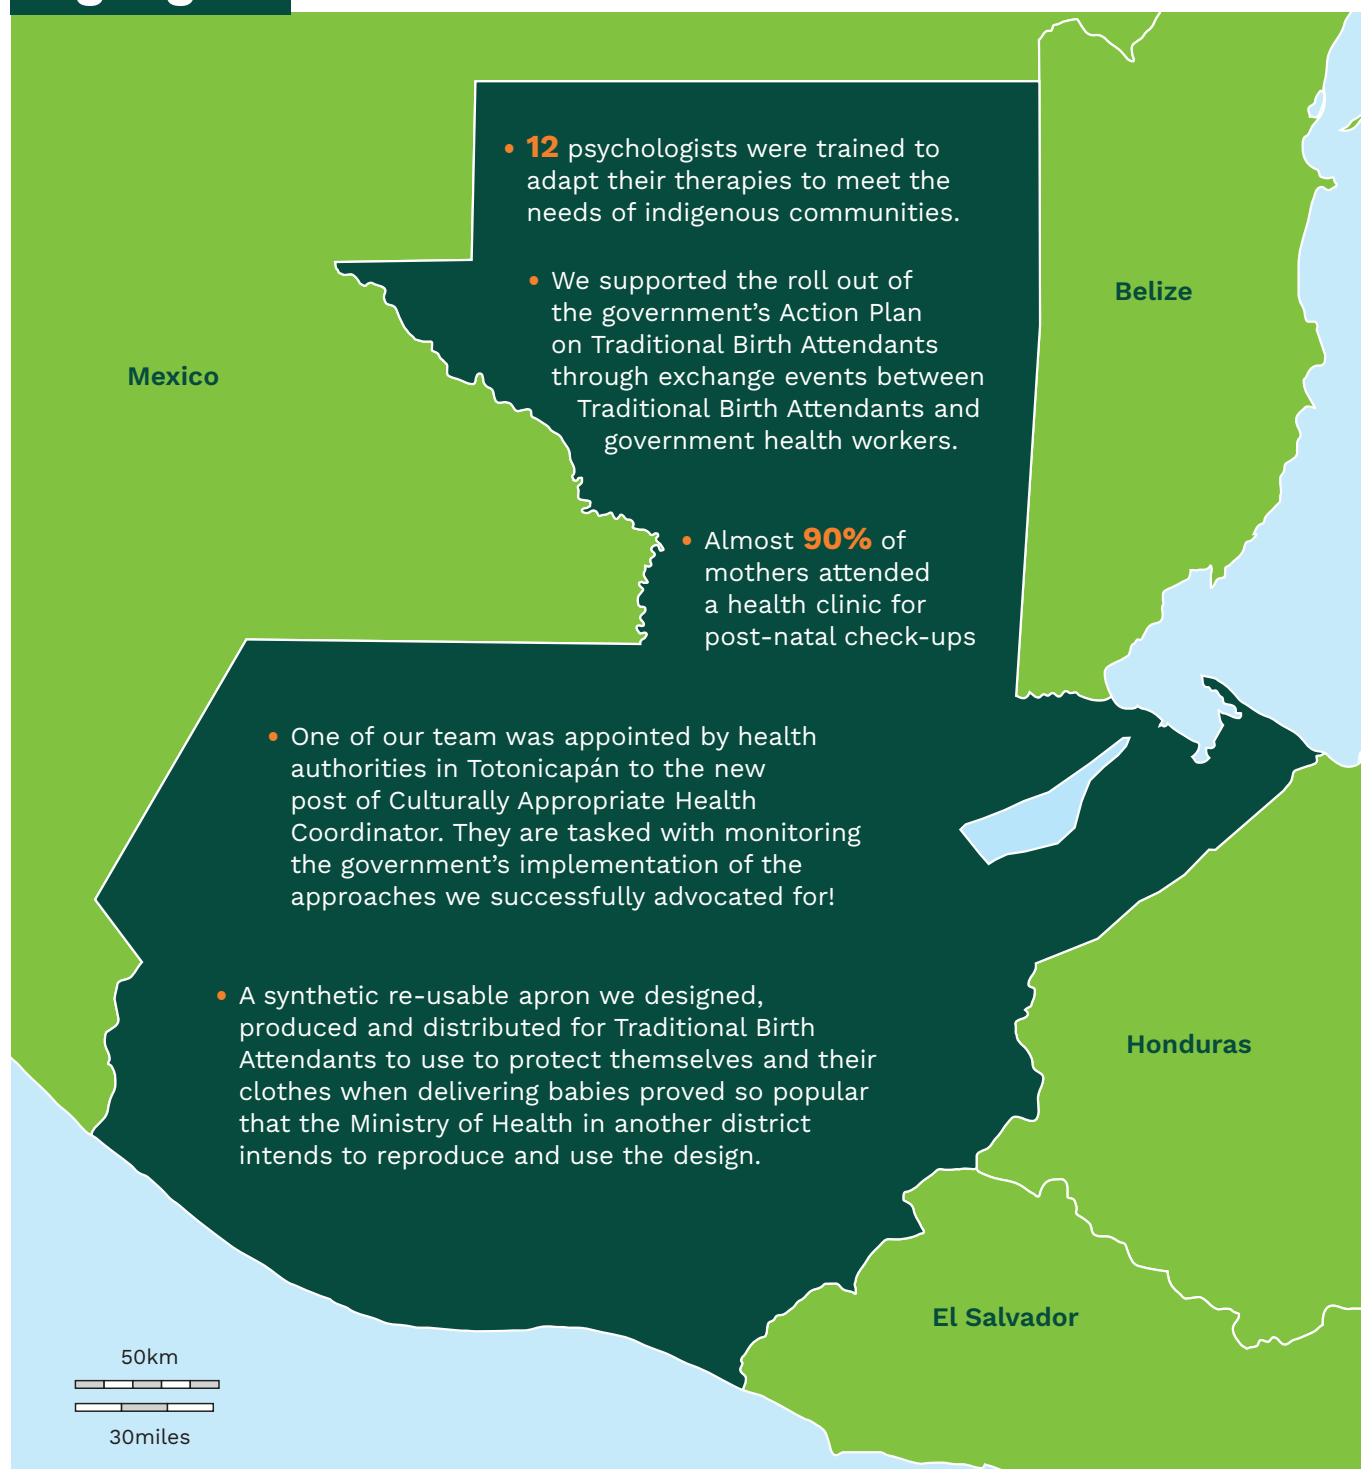 • 12 psychologists were trained to
adapt their therapies to meet the
needs of indigenous communities.
• We supported the roll out of
the government’s Action Plan
on Traditional Birth Attendants
through exchange events between
Traditional Birth Attendants and
government health workers.
Belize
Mexico
• Almost 90% of
mothers attended
a health clinic for
post-natal check-ups
• One of our team was appointed by health
authorities in Totonicapán to the new
post of Culturally Appropriate Health
Coordinator. They are tasked with monitoring
the government’s implementation of the
approaches we successfully advocated for!
• A synthetic re-usable apron we designed,
produced and distributed for Traditional Birth
Attendants to use to protect themselves and their
clothes when delivering babies proved so popular
that the Ministry of Health in another district
intends to reproduce and use the design.
Honduras
El Salvador
50km
30miles